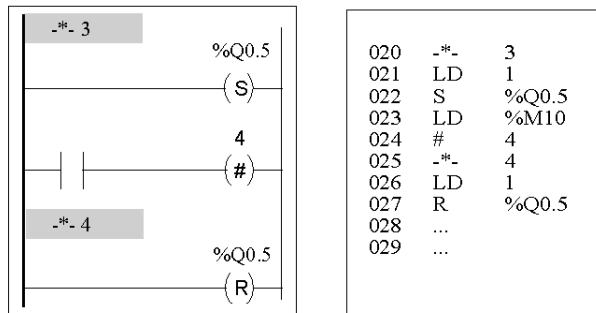 -*- 3
%Q0.5
(S)
4
(#)
-*- 4
%Q0.5
(R)
020 -*- 3
021 LD 1
022 S %Q0.5
023 LD %M10
024 # 4
025 -*- 4
026 LD 1
027 R %Q0.5
028 ...
029 ...